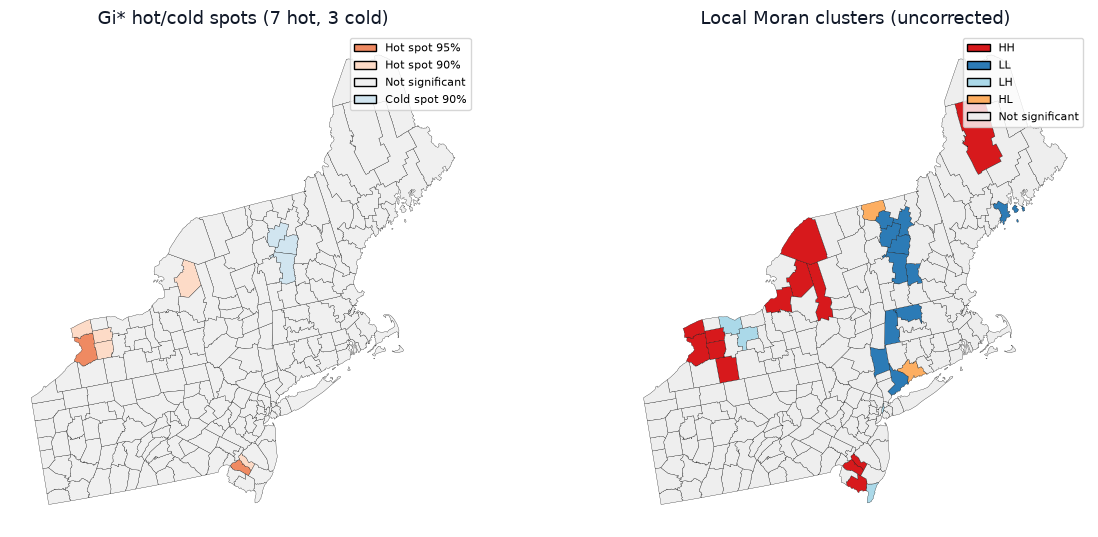 Gi* hot/cold spots (7 hot, 3 cold)
Hot spot 95%
Hot spot 90%
Not significant
Cold spot 90%
Local Moran clusters (uncorrected)
HH
LL
LH
HL
Not significant